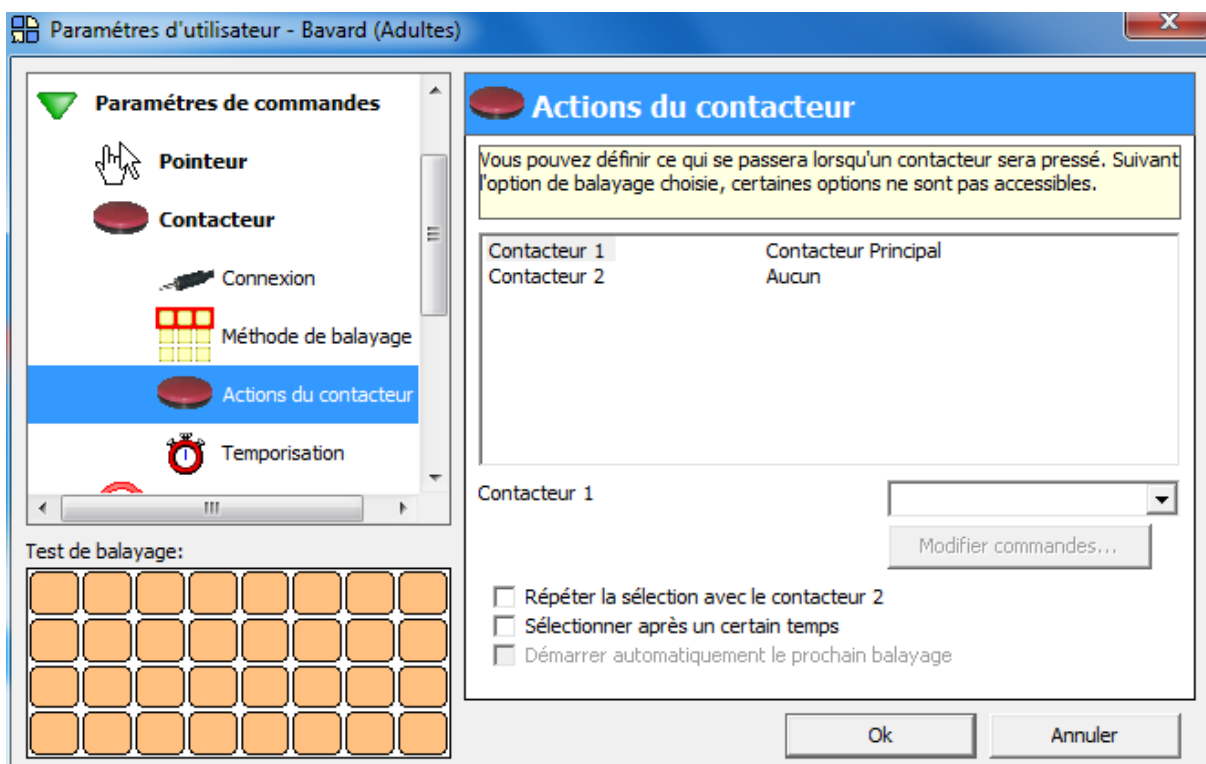 Paramétres d'utilisateur - Bavard (Adultes)
Paramétres de commandes
Pointeur
Contacteur
Connexion
Méthode de balayage
Actions du contacteur
Temporisation
Test de balayage:
Actions du contacteur
Vous pouvez définir ce qui se passera lorsqu'un contacteur sera pressé. Suivant
l'option de balayage choisie, certaines options ne sont pas accessibles.
Contacteur 1 Contacteur Principal
Contacteur 2 Aucun
Contacteur 1
Modifier commandes...
Répéter la sélection avec le contacteur 2
Sélectionner après un certain temps
Démarrer automatiquement le prochain balayage
Ok Annuler